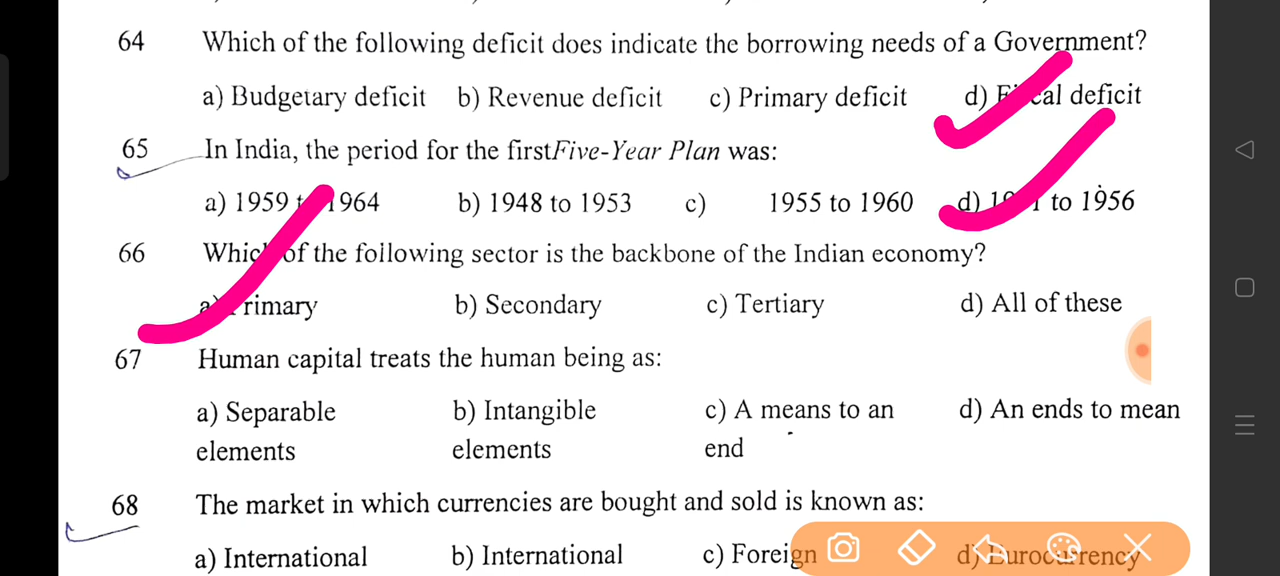 64 Which of the following deficit does indicate the borrowing needs of a Government?
a) Budgetary deficit b) Revenue deficit c) Primary deficit d) deficit
65 In India, the period for the firstFive-Year Plan was:
a) 1959 1964 b) 1948 to 1953 c) 1955 to 1960 d) to 1956
66 Which of the following sector is the backbone of the Indian economy?
a) Primary b) Secondary c) Tertiary d) All of these
67 Human capital treats the human being as:
a) Separable b) Intangible c) A means to an d) An ends to mean
elements elements end
68 The market in which currencies are bought and sold is known as:
a) International b) International c) Foreign d) Eurocurrency